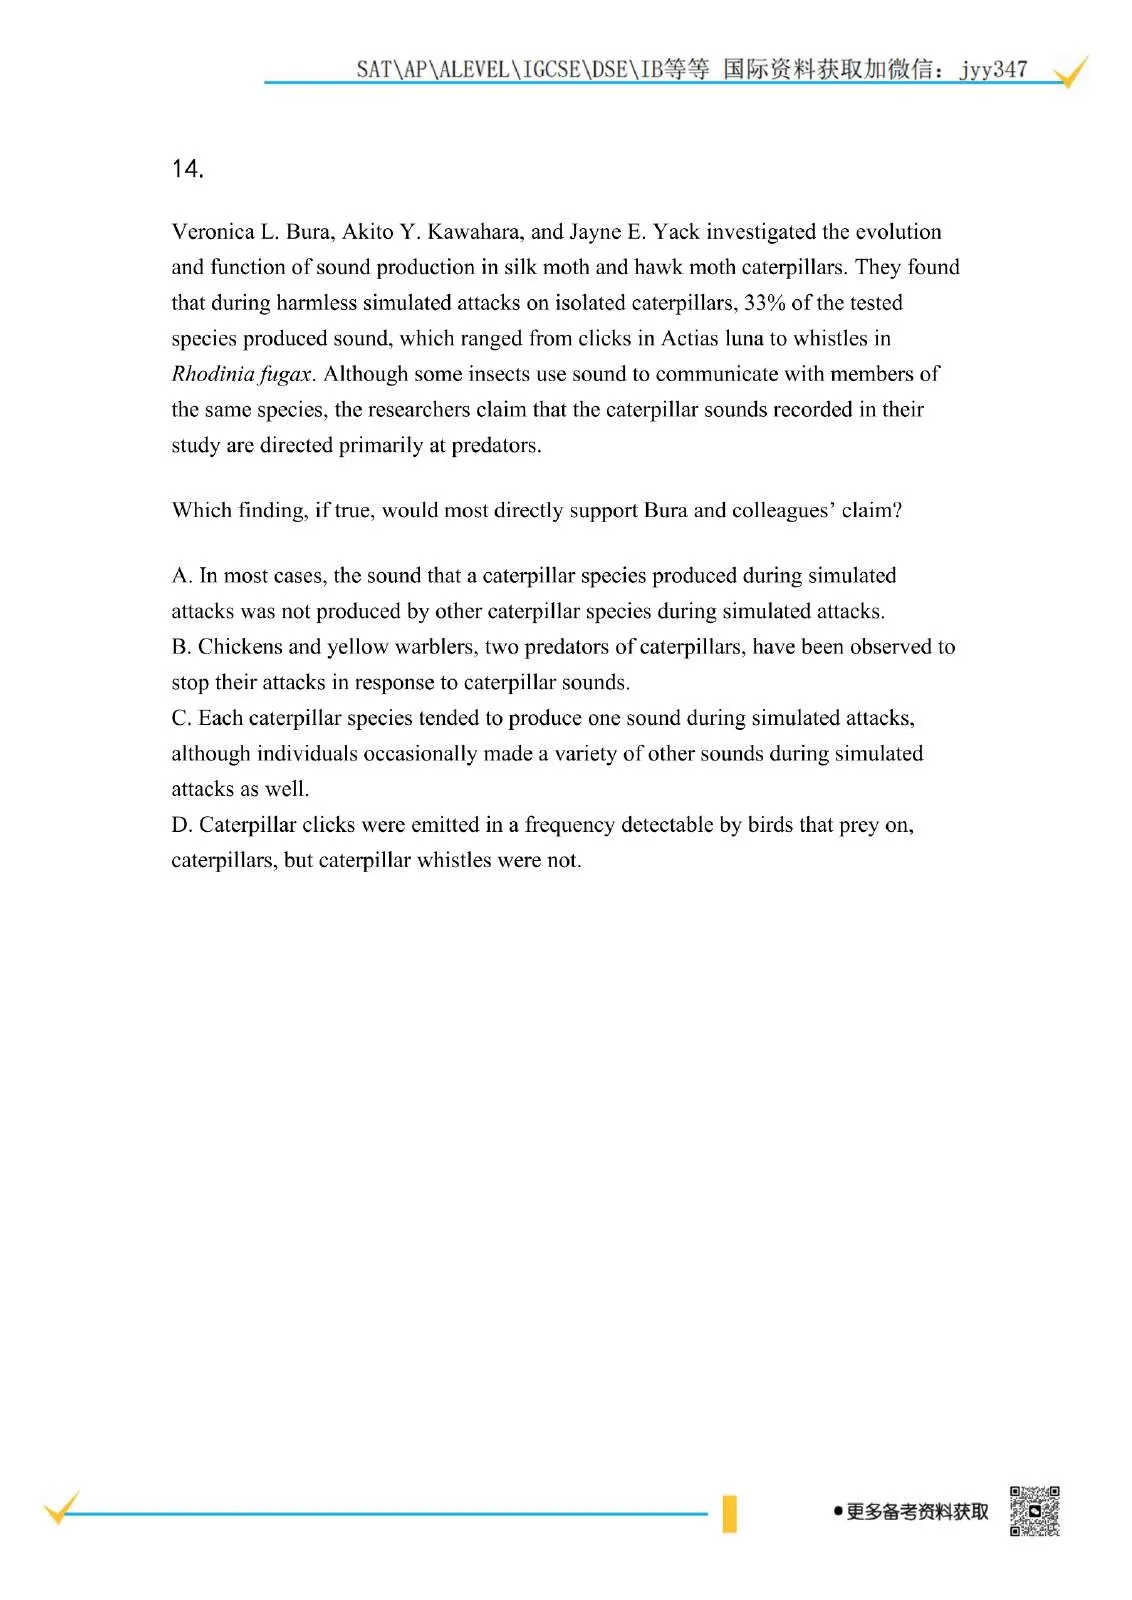 SAT\AP\ALEVEL\IGCSE\DSE\IB等等 国际资料获取加微信：jyy347
14.
Veronica L. Bura, Akito Y. Kawahara, and Jayne E. Yack investigated the evolution
and function of sound production in silk moth and hawk moth caterpillars. They found
that during harmless simulated attacks on isolated caterpillars, 33% of the tested
species produced sound, which ranged from clicks in Actias luna to whistles in
Rhodinia fugax. Although some insects use sound to communicate with members of
the same species, the researchers claim that the caterpillar sounds recorded in their
study are directed primarily at predators.
Which finding, if true, would most directly support Bura and colleagues’ claim?
A. In most cases, the sound that a caterpillar species produced during simulated
attacks was not produced by other caterpillar species during simulated attacks.
B. Chickens and yellow warblers, two predators of caterpillars, have been observed to
stop their attacks in response to caterpillar sounds.
C. Each caterpillar species tended to produce one sound during simulated attacks,
although individuals occasionally made a variety of other sounds during simulated
attacks as well.
D. Caterpillar clicks were emitted in a frequency detectable by birds that prey on,
caterpillars, but caterpillar whistles were not.
●更多备考资料获取